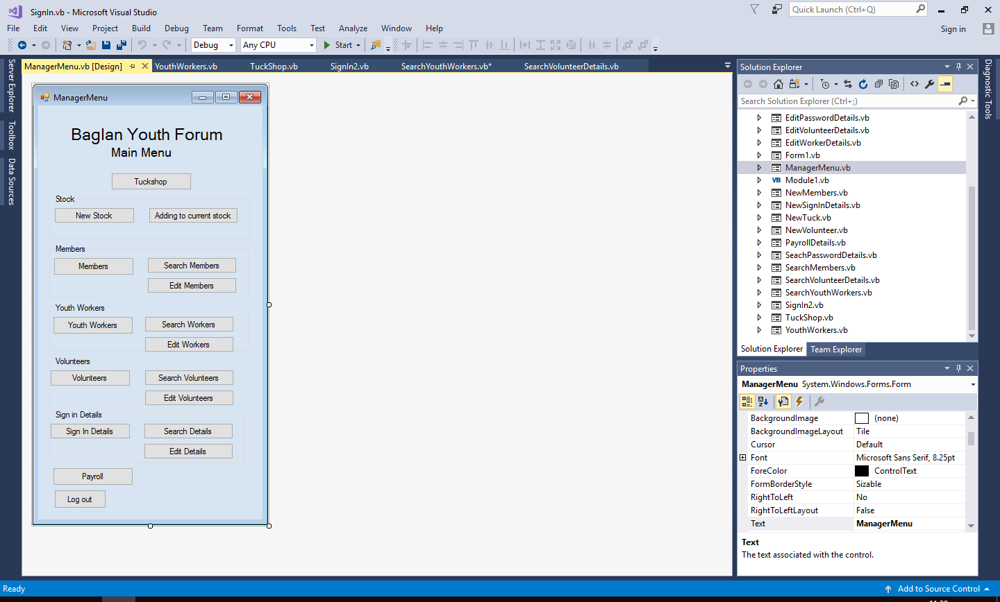 SignIn.vb - Microsoft Visual Studio
Quick Launch (Ctrl+Q)
File Edit View Project Build Debug Team Format Tools Test Analyze Window Help
Sign in
Debug Any CPU Start
Server Explorer
Toolbox
Data Sources
ManagerMenu.vb [Design] YouthWorkers.vb TuckShop.vb SignIn2.vb SearchYouthWorkers.vb* SearchVolunteerDetails.vb
ManagerMenu
Baglan Youth Forum
Main Menu
Tuckshop
Stock
New Stock Adding to current stock
Members
Members Search Members
Edit Members
Youth Workers
Youth Workers Search Workers
Edit Workers
Volunteers
Volunteers Search Volunteers
Edit Volunteers
Sign in Details
Sign In Details Search Details
Edit Details
Payroll
Log out
Solution Explorer
Search Solution Explorer (Ctrl+;)
EditPasswordDetails.vb
EditVolunteerDetails.vb
EditWorkerDetails.vb
Form1.vb
ManagerMenu.vb
VB Module1.vb
NewMembers.vb
NewSignInDetails.vb
NewTuck.vb
NewVolunteer.vb
PayrollDetails.vb
SeachPasswordDetails.vb
SearchMembers.vb
SearchVolunteerDetails.vb
SearchYouthWorkers.vb
SignIn2.vb
TuckShop.vb
YouthWorkers.vb
Solution Explorer Team Explorer
Properties
ManagerMenu System.Windows.Forms.Form
BackgroundImage (none)
BackgroundImageLayout Tile
Cursor Default
Font Microsoft Sans Serif, 8.25pt
ForeColor ControlText
FormBorderStyle Sizable
RightToLeft No
RightToLeftLayout False
Text ManagerMenu
Text
The text associated with the control.
Diagnostic Tools
Ready
Add to Source Control